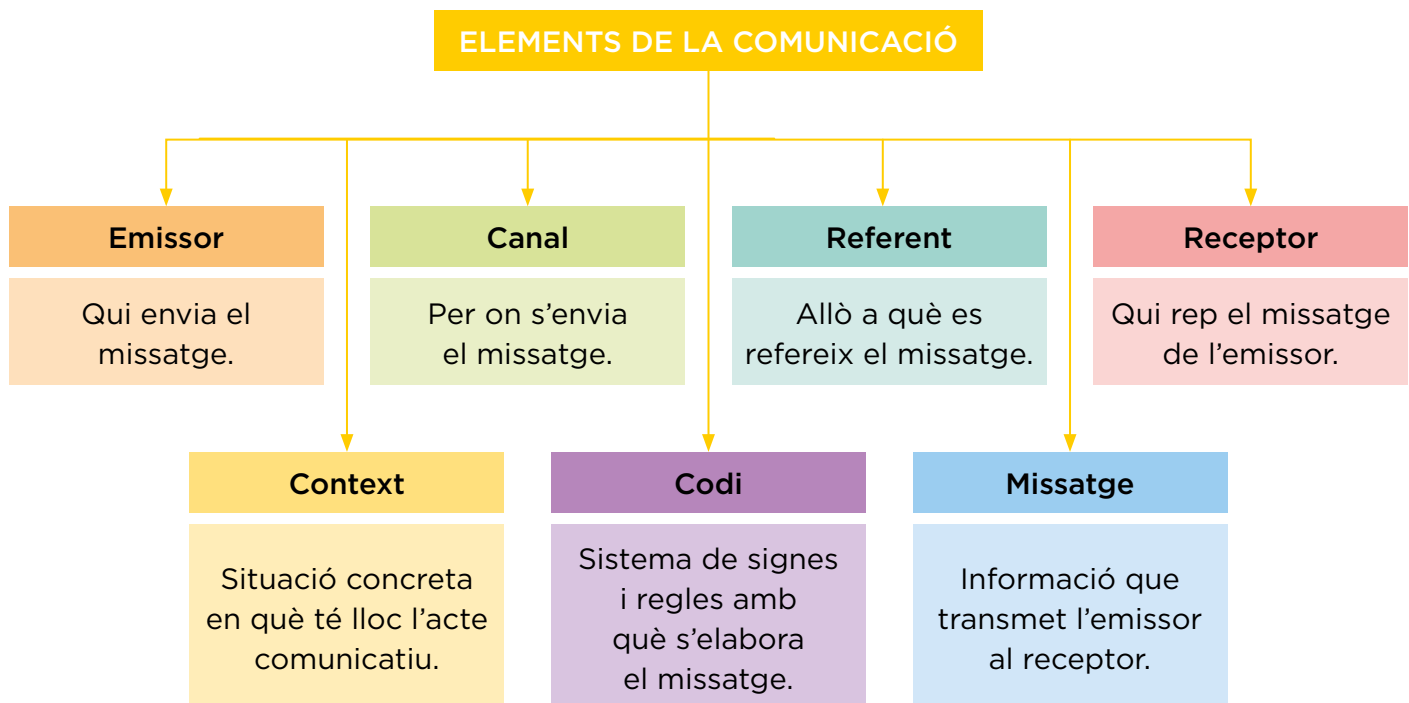 ELEMENTS DE LA COMUNICACIÓ
Emissor
Qui envia el
missatge.
Canal
Per on s’envia
el missatge.
Referent
Allò a què es
refereix el missatge.
Receptor
Qui rep el missatge
de l’emissor.
Context
Situació concreta
en què té lloc l’acte
comunicatiu.
Codi
Sistema de signes
i regles amb
què s’elabora
el missatge.
Missatge
Informació que
transmet l’emissor
al receptor.